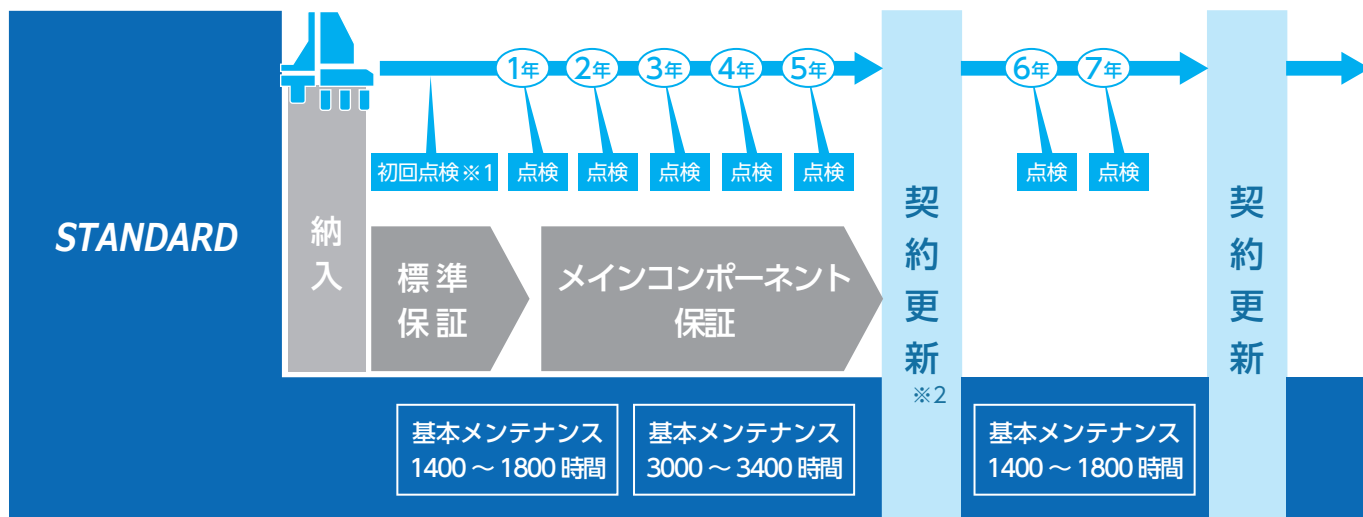 STANDARD
納入
1年
2年
3年
4年
5年
6年
7年
初回点検※1
点検
点検
点検
点検
点検
点検
点検
標準
保証
メインコンポーネント
保証
契約更新
※2
契約更新
基本メンテナンス
1400 ～ 1800 時間
基本メンテナンス
3000 ～ 3400 時間
基本メンテナンス
1400 ～ 1800 時間